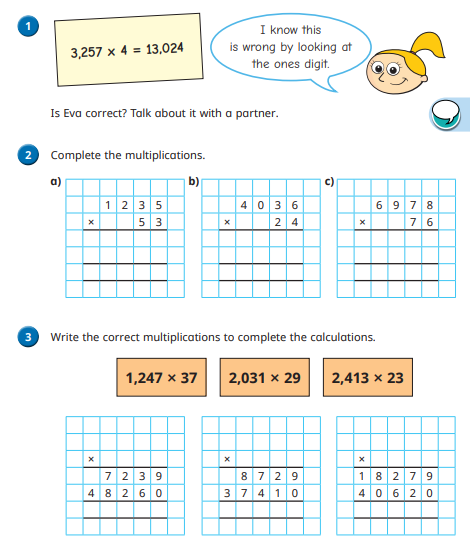 1
3,257 × 4 = 13,024
I know this
is wrong by looking at
the ones digit.
Is Eva correct? Talk about it with a partner.
2 Complete the multiplications.
a)
1 2 3 5
× 5 3
b)
4 0 3 6
× 2 4
c)
6 9 7 8
× 7 6
3 Write the correct multiplications to complete the calculations.
1,247 × 37 2,031 × 29 2,413 × 23
×
7 2 3 9
4 8 2 6 0
×
8 7 2 9
3 7 4 1 0
×
1 8 2 7 9
4 0 6 2 0